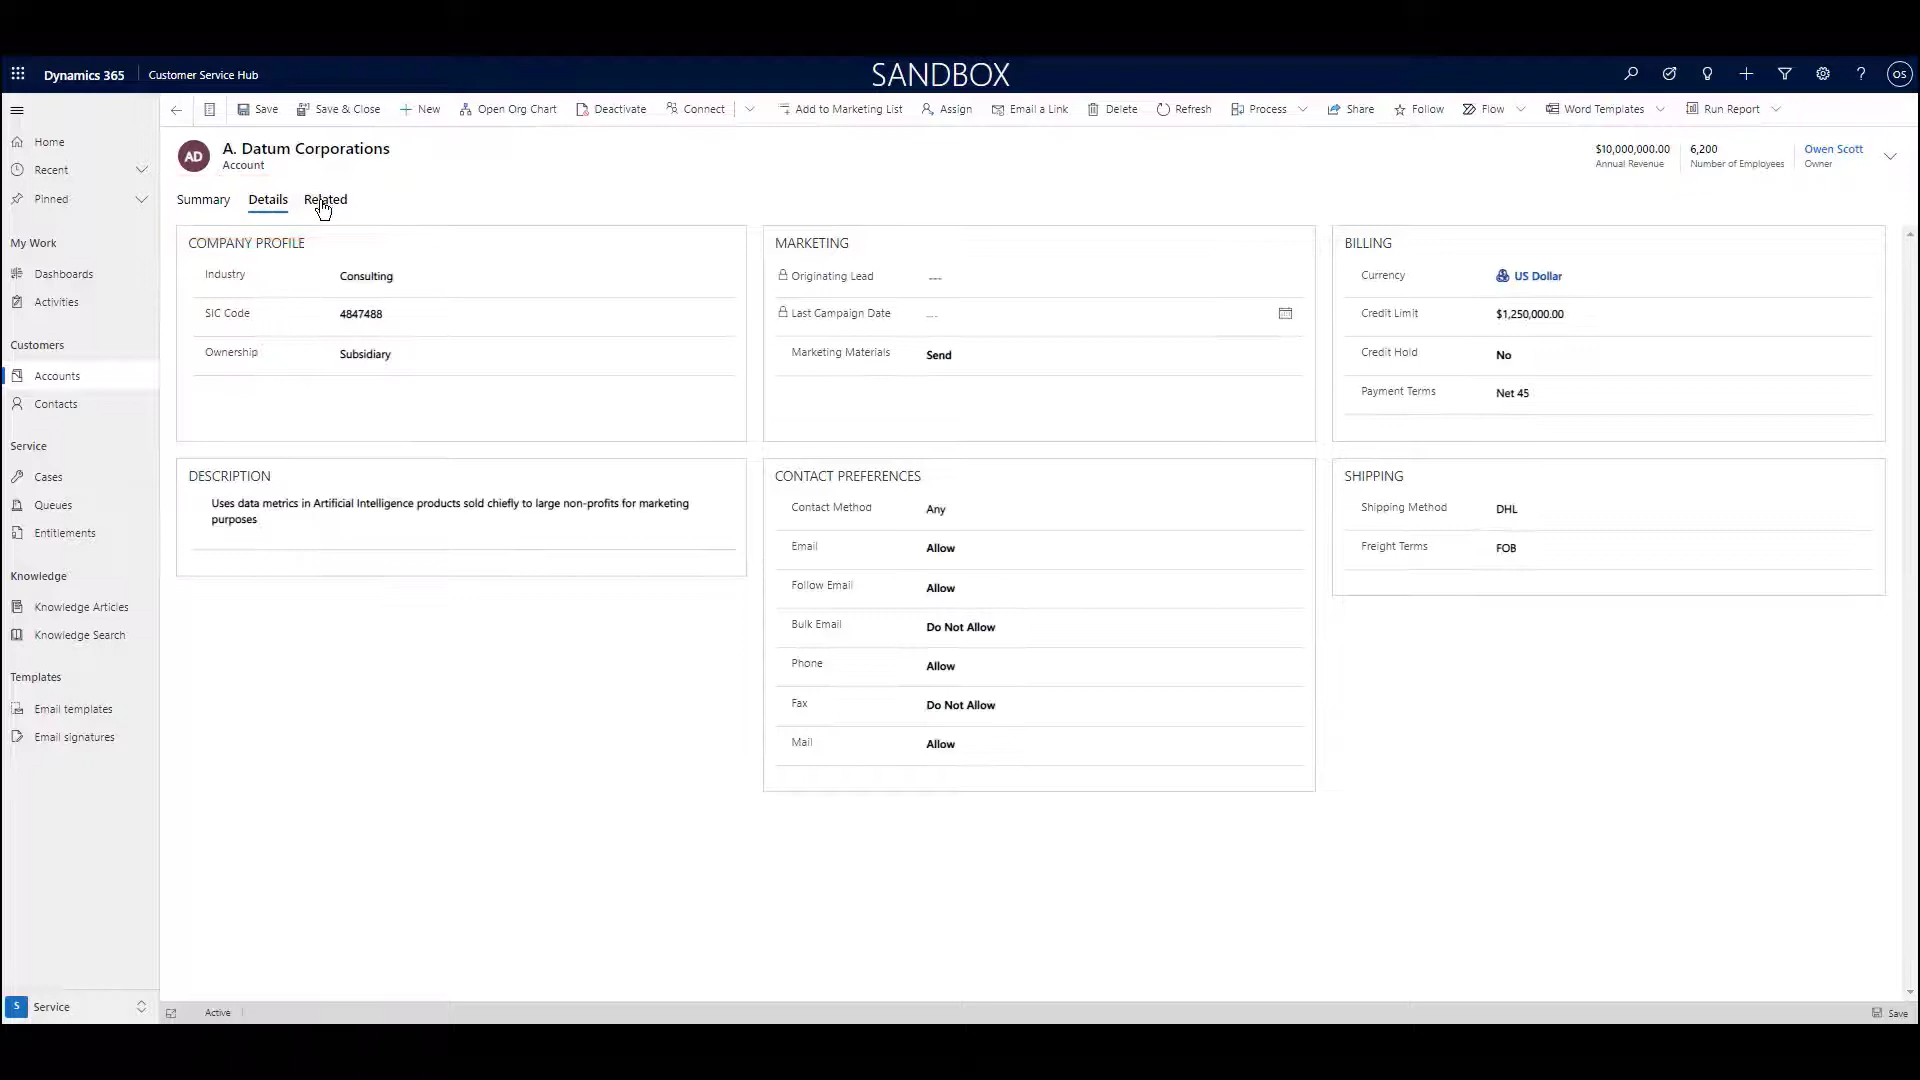 Dynamics 365 Customer Service Hub SANDBOX OS
Save Save & Close New Open Org Chart Deactivate Connect Add to Marketing List Assign Email a Link Delete Refresh Process Share Follow Flow Word Templates Run Report
Home
Recent
Pinned
My Work
Dashboards
Activities
Customers
Accounts
Contacts
Service
Cases
Queues
Entitlements
Knowledge
Knowledge Articles
Knowledge Search
Templates
Email templates
Email signatures
S Service
AD A. Datum Corporations
Account
$10,000,000.00 6,200 Owen Scott
Annual Revenue Number of Employees Owner
Summary Details Related
COMPANY PROFILE
Industry Consulting
SIC Code 4847488
Ownership Subsidiary
DESCRIPTION
Uses data metrics in Artificial Intelligence products sold chiefly to large non-profits for marketing
purposes
MARKETING
Originating Lead ---
Last Campaign Date ---
Marketing Materials Send
CONTACT PREFERENCES
Contact Method Any
Email Allow
Follow Email Allow
Bulk Email Do Not Allow
Phone Allow
Fax Do Not Allow
Mail Allow
BILLING
Currency US Dollar
Credit Limit $1,250,000.00
Credit Hold No
Payment Terms Net 45
SHIPPING
Shipping Method DHL
Freight Terms FOB
Active Save